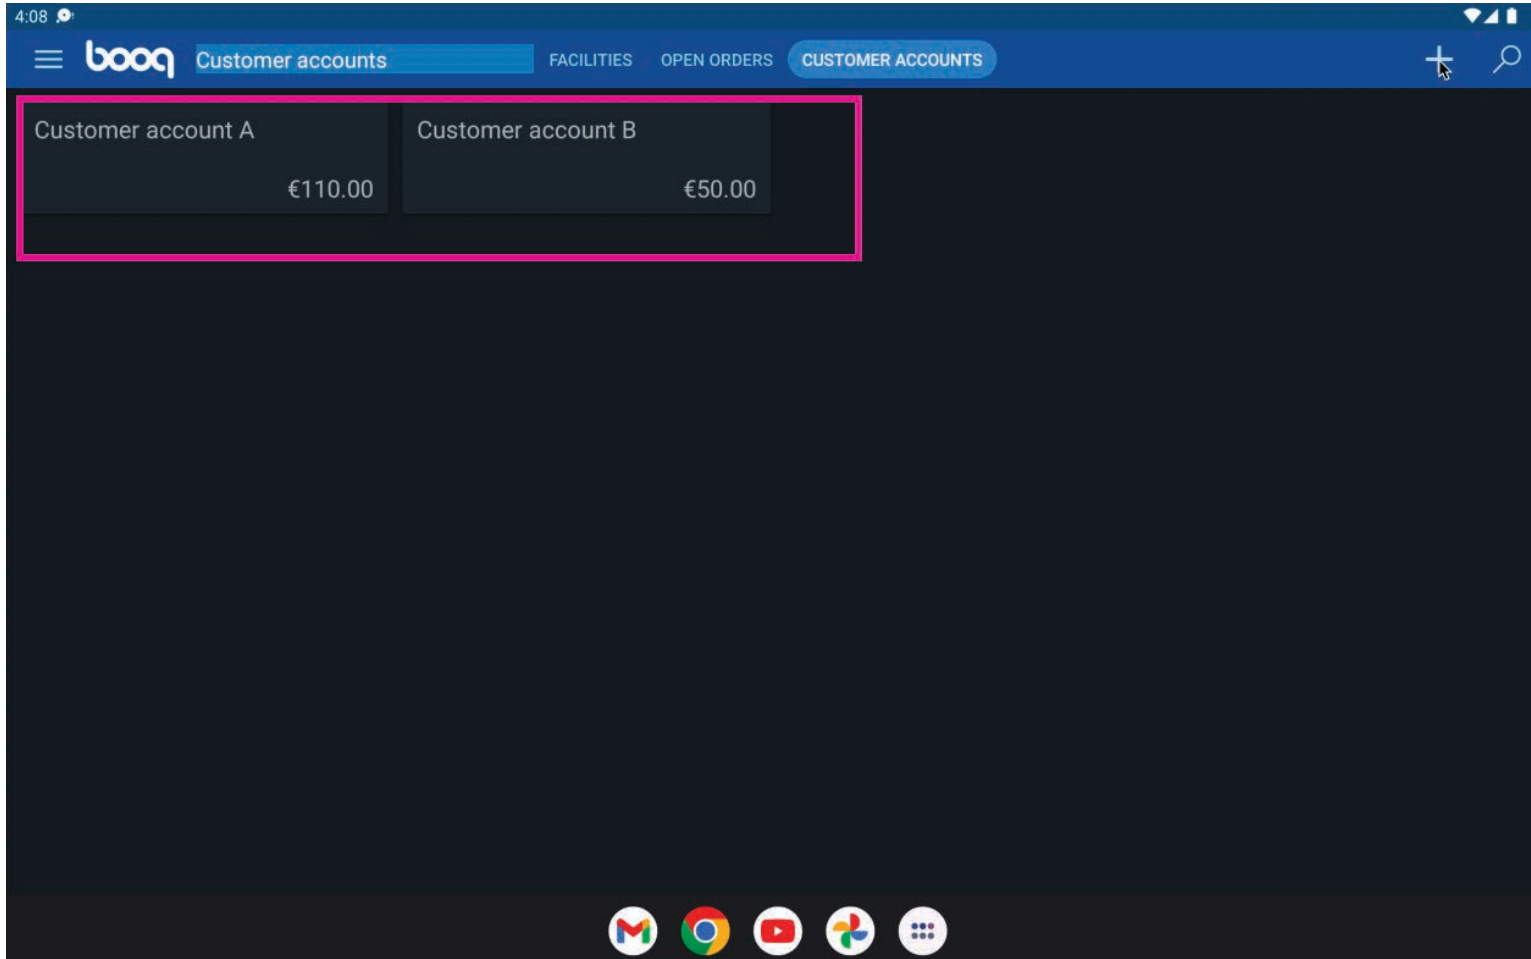 4:08
booq Customer accounts FACILITIES OPEN ORDERS CUSTOMER ACCOUNTS
Customer account A Customer account B
€110.00 €50.00